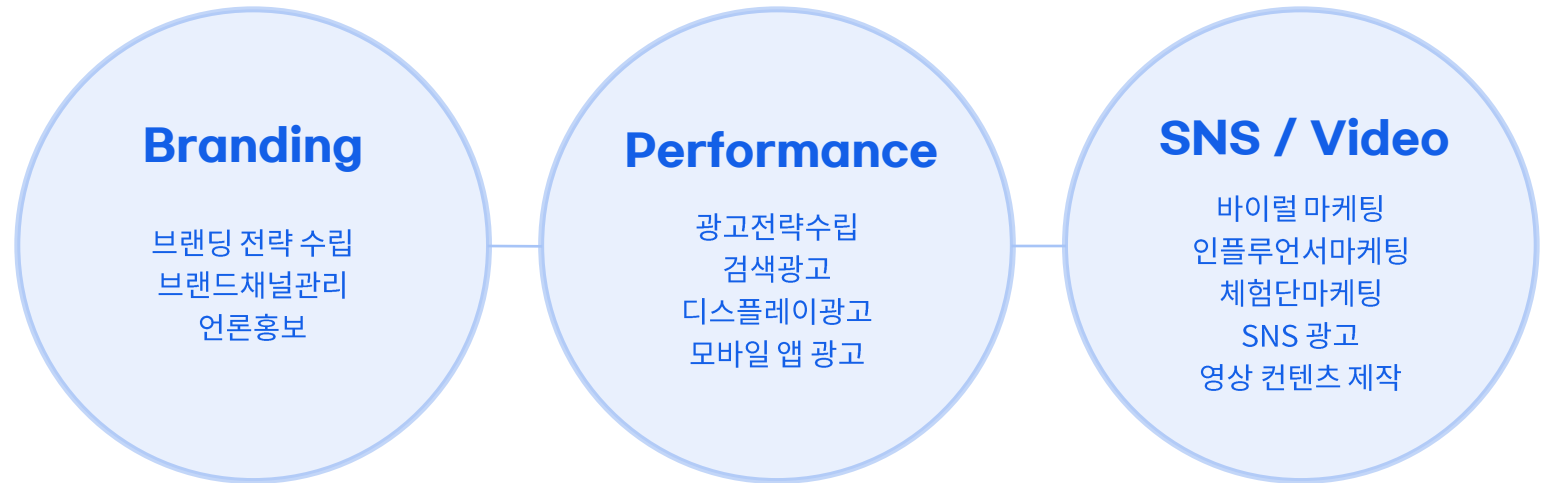 Branding
브랜딩 전략 수립
브랜드채널관리
언론홍보
Performance
광고전략수립
검색광고
디스플레이광고
모바일 앱 광고
SNS / Video
바이럴 마케팅
인플루언서마케팅
체험단마케팅
SNS 광고
영상 컨텐츠 제작